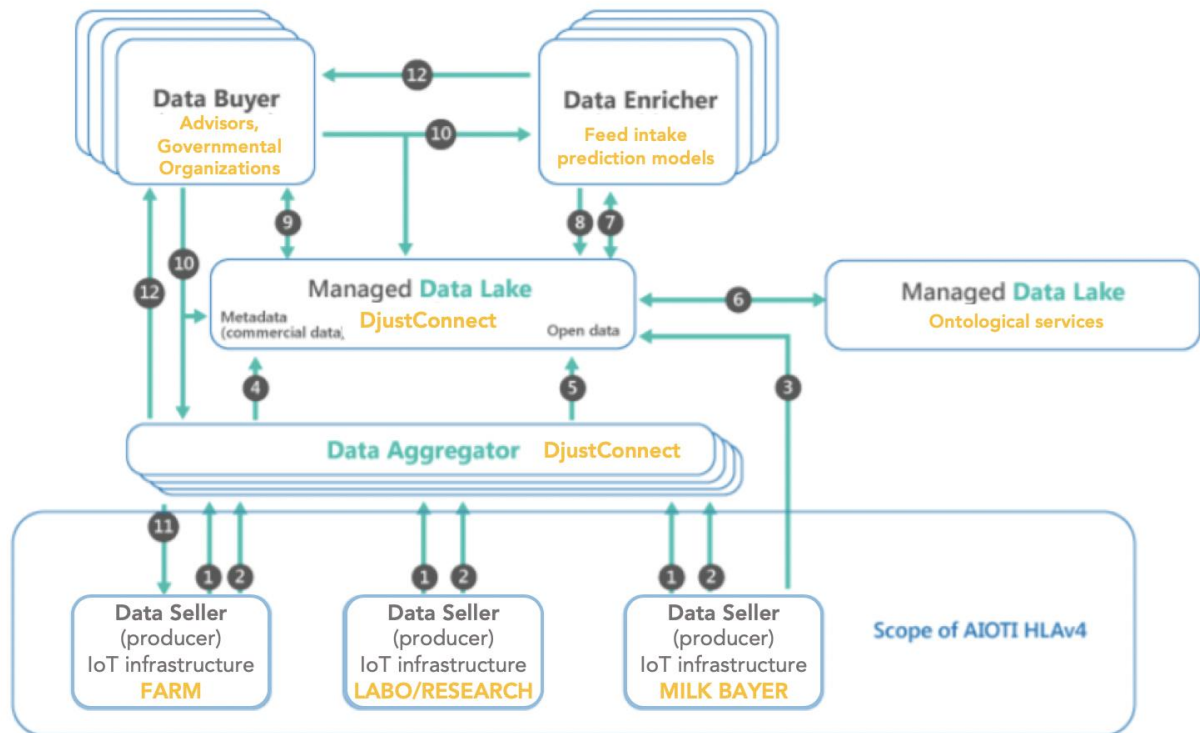 12
Data Buyer
Advisors,
Governmental
Organizations
Data Enricher
Feed intake
prediction models
10
9
8
7
10
12
Managed Data Lake
Metadata
(commercial data)
DjustConnect
Open data
6
Managed Data Lake
Ontological services
4
5
3
Data Aggregator DjustConnect
11
1
2
1
2
1
2
Data Seller
(producer)
IoT infrastructure
FARM
Data Seller
(producer)
IoT infrastructure
LABO/RESEARCH
Data Seller
(producer)
IoT infrastructure
MILK BAYER
Scope of AIOTI HLAv4